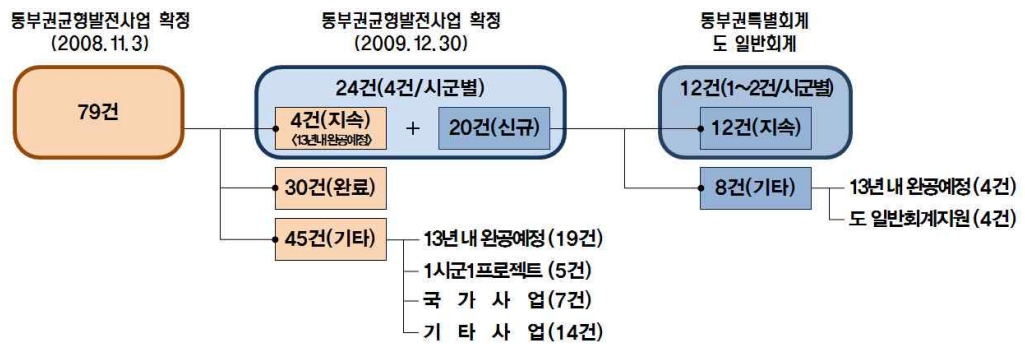 동부권균형발전사업 확정
(2008.11.3)
79건
동부권균형발전사업 확정
(2009.12.30)
24건(4건/시군별)
4건(지속)
<13년내완공예정>
+
20건(신규)
30건(완료)
45건(기타)
13년 내 완공예정 (19건)
1시군1프로젝트 (5건)
국 가 사 업 (7건)
기 타 사 업 (14건)
동부권특별회계
도 일반회계
12건(1~2건/시군별)
12건(지속)
8건(기타)
13년 내 완공예정 (4건)
도 일반회계지원 (4건)